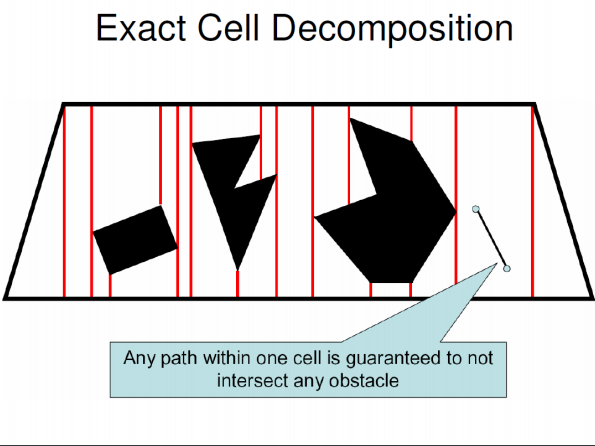 Exact Cell Decomposition
Any path within one cell is guaranteed to not
intersect any obstacle